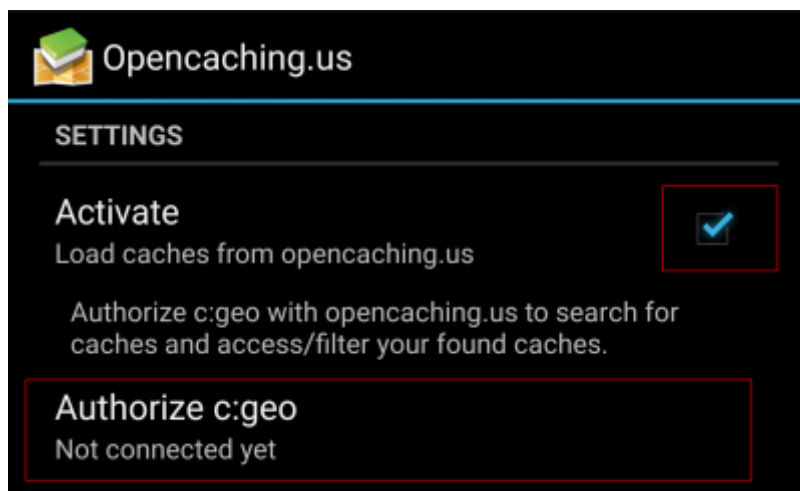 Opencaching.us
SETTINGS
Activate
Load caches from opencaching.us
Authorize c:geo with opencaching.us to search for
caches and access/filter your found caches.
Authorize c:geo
Not connected yet